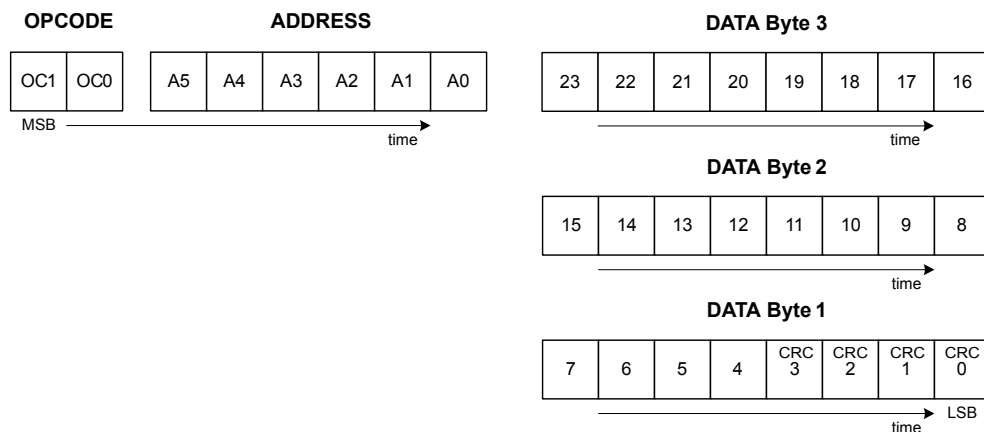 OPCODE ADDRESS DATA Byte 3
OC1 OC0 A5 A4 A3 A2 A1 A0 23 22 21 20 19 18 17 16
MSB time time
DATA Byte 2
15 14 13 12 11 10 9 8
time
DATA Byte 1
7 6 5 4 CRC 3 CRC 2 CRC 1 CRC 0
LSB
time